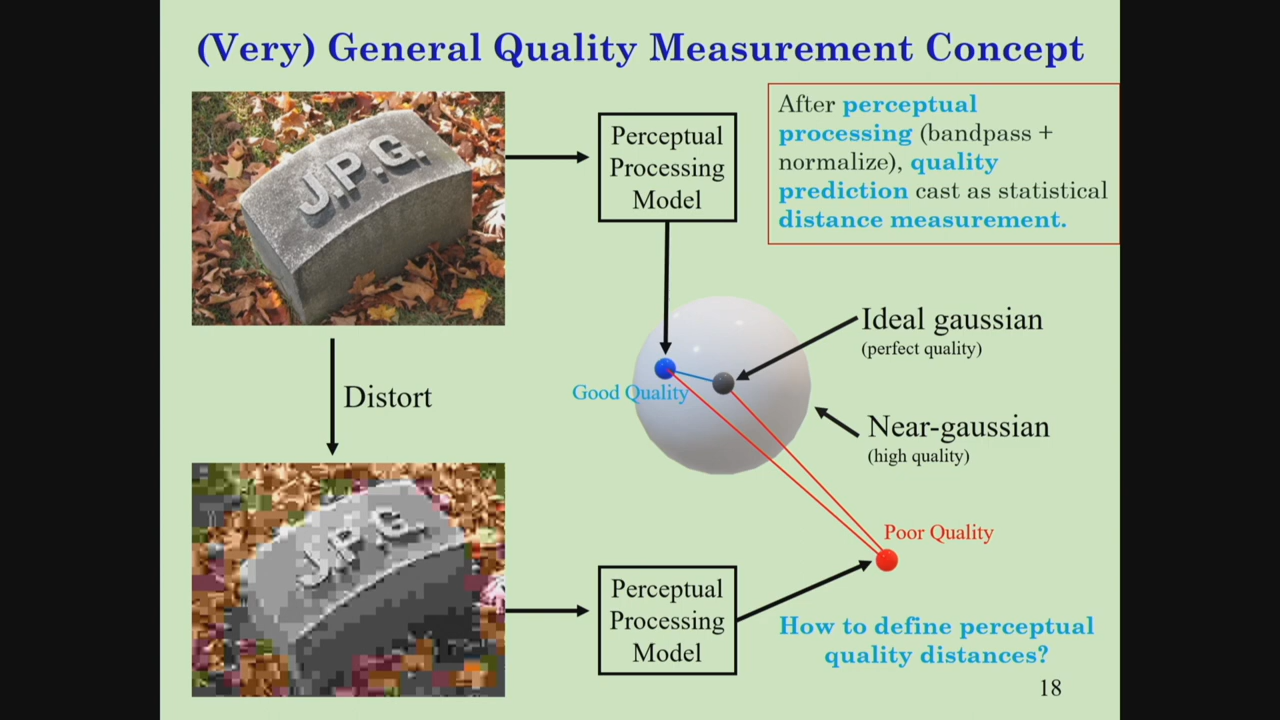 (Very) General Quality Measurement Concept
J.P.G.
Perceptual
Processing
Model
After perceptual
processing (bandpass +
normalize), quality
prediction cast as statistical
distance measurement.
Ideal gaussian
(perfect quality)
Good Quality
Distort
Near-gaussian
(high quality)
J.P.G.
Poor Quality
Perceptual
Processing
Model
How to define perceptual
quality distances?
18